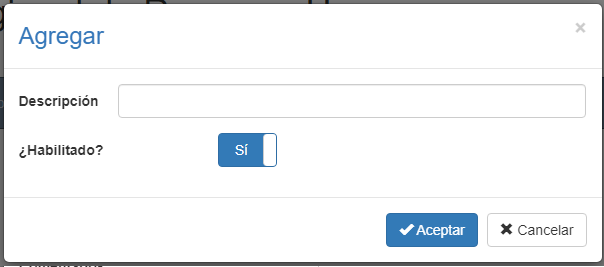 Agregar
×
Descripción
¿Habilitado?
Sí
Aceptar
Cancelar